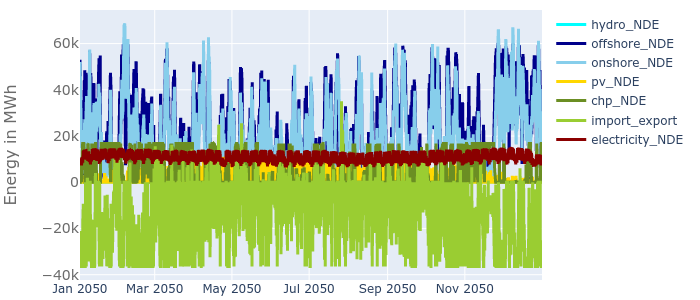 Energy in MWh
60k
40k
20k
0
−20k
−40k
Jan 2050
Mar 2050
May 2050
Jul 2050
Sep 2050
Nov 2050
hydro_NDE
offshore_NDE
onshore_NDE
pv_NDE
chp_NDE
import_export
electricity_NDE